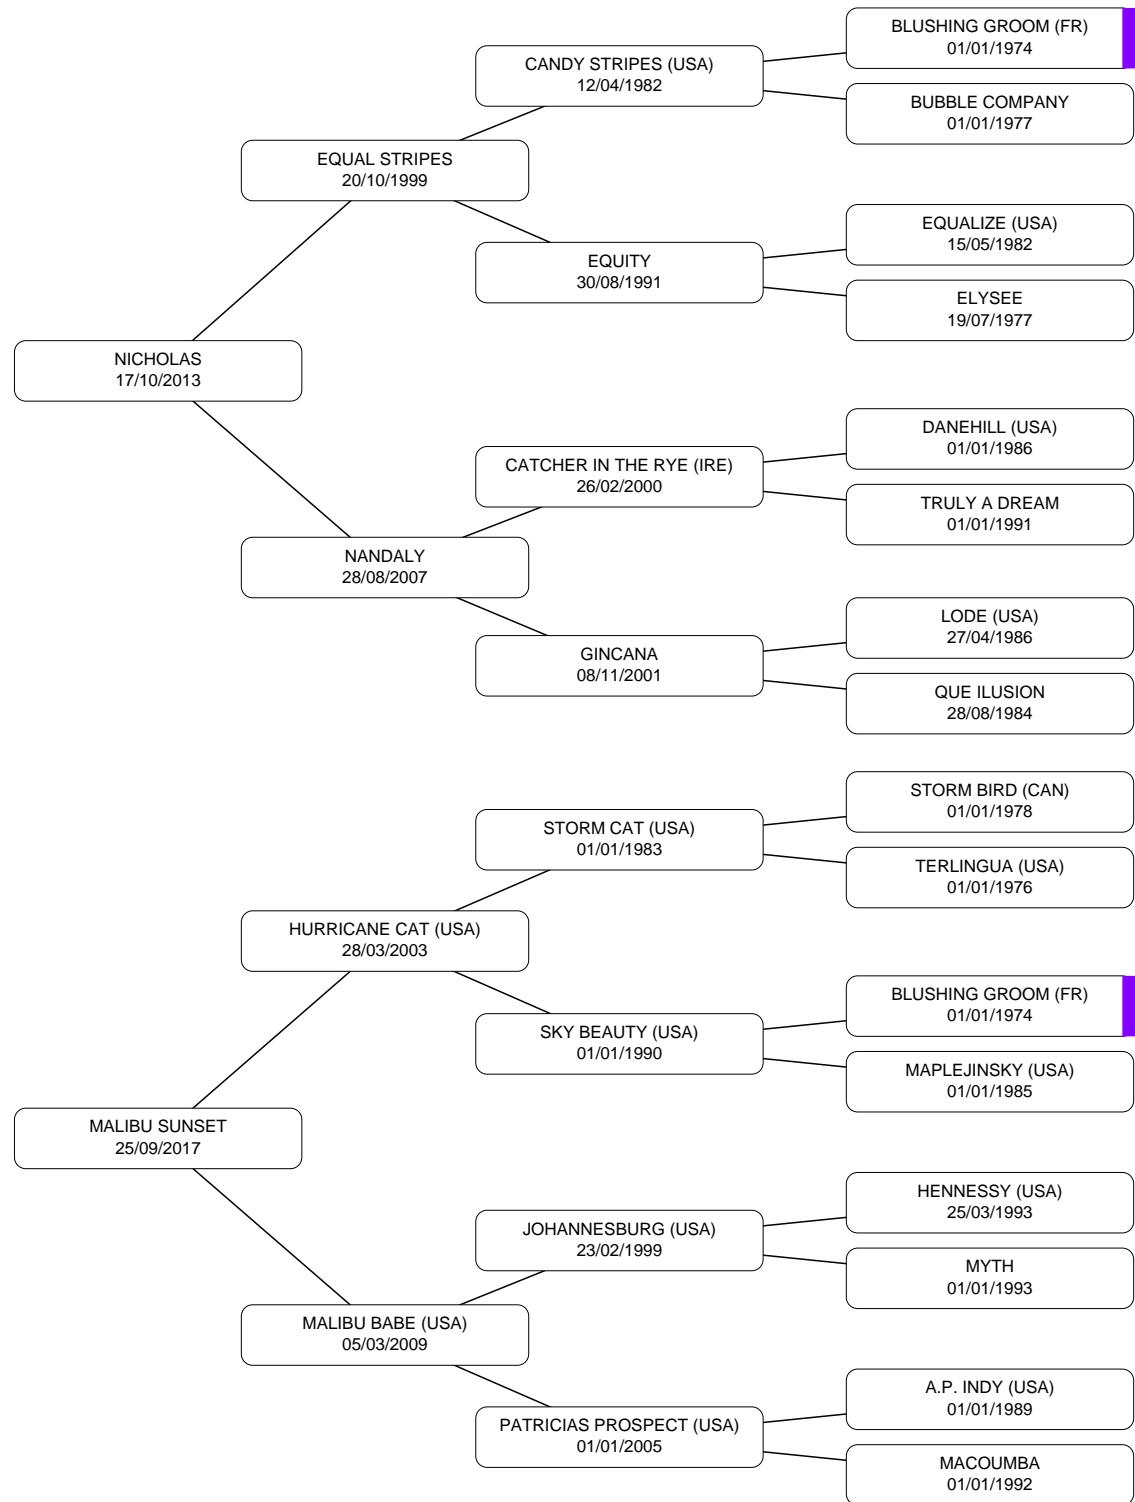 BLUSHING GROOM (FR)
01/01/1974
CANDY STRIPES (USA)
12/04/1982
BUBBLE COMPANY
01/01/1977
EQUAL STRIPES
20/10/1999
EQUALIZE (USA)
15/05/1982
EQUITY
30/08/1991
ELYSEE
19/07/1977
NICHOLAS
17/10/2013
DANEHILL (USA)
01/01/1986
CATCHER IN THE RYE (IRE)
26/02/2000
TRULY A DREAM
01/01/1991
NANDALY
28/08/2007
LODE (USA)
27/04/1986
GINCANA
08/11/2001
QUE ILUSION
28/08/1984
STORM BIRD (CAN)
01/01/1978
STORM CAT (USA)
01/01/1983
TERLINGUA (USA)
01/01/1976
HURRICANE CAT (USA)
28/03/2003
BLUSHING GROOM (FR)
01/01/1974
SKY BEAUTY (USA)
01/01/1990
MAPLEJINSKY (USA)
01/01/1985
MALIBU SUNSET
25/09/2017
HENNESSY (USA)
25/03/1993
JOHANNESBURG (USA)
23/02/1999
MYTH
01/01/1993
MALIBU BABE (USA)
05/03/2009
A.P. INDY (USA)
01/01/1989
PATRICIAS PROSPECT (USA)
01/01/2005
MACOUMBA
01/01/1992